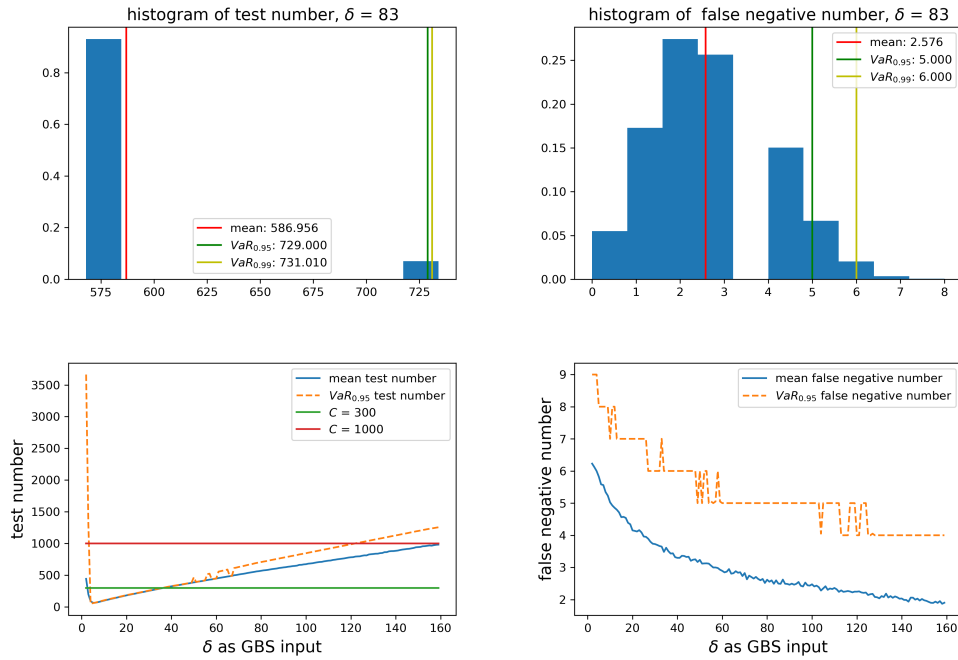 histogram of test number, δ = 83
0.8
0.6
0.4
0.2
0.0
575 600 625 650 675 700 725
mean: 586.956
VaR0.95: 729.000
VaR0.99: 731.010
histogram of  false negative number, δ = 83
0.25
0.20
0.15
0.10
0.05
0.00
0 1 2 3 4 5 6 7 8
mean: 2.576
VaR0.95: 5.000
VaR0.99: 6.000
test number
3500
3000
2500
2000
1500
1000
500
0
0 20 40 60 80 100 120 140 160
δ as GBS input
mean test number
VaR0.95 test number
C = 300
C = 1000
false negative number
9
8
7
6
5
4
3
2
0 20 40 60 80 100 120 140 160
δ as GBS input
mean false negative number
VaR0.95 false negative number